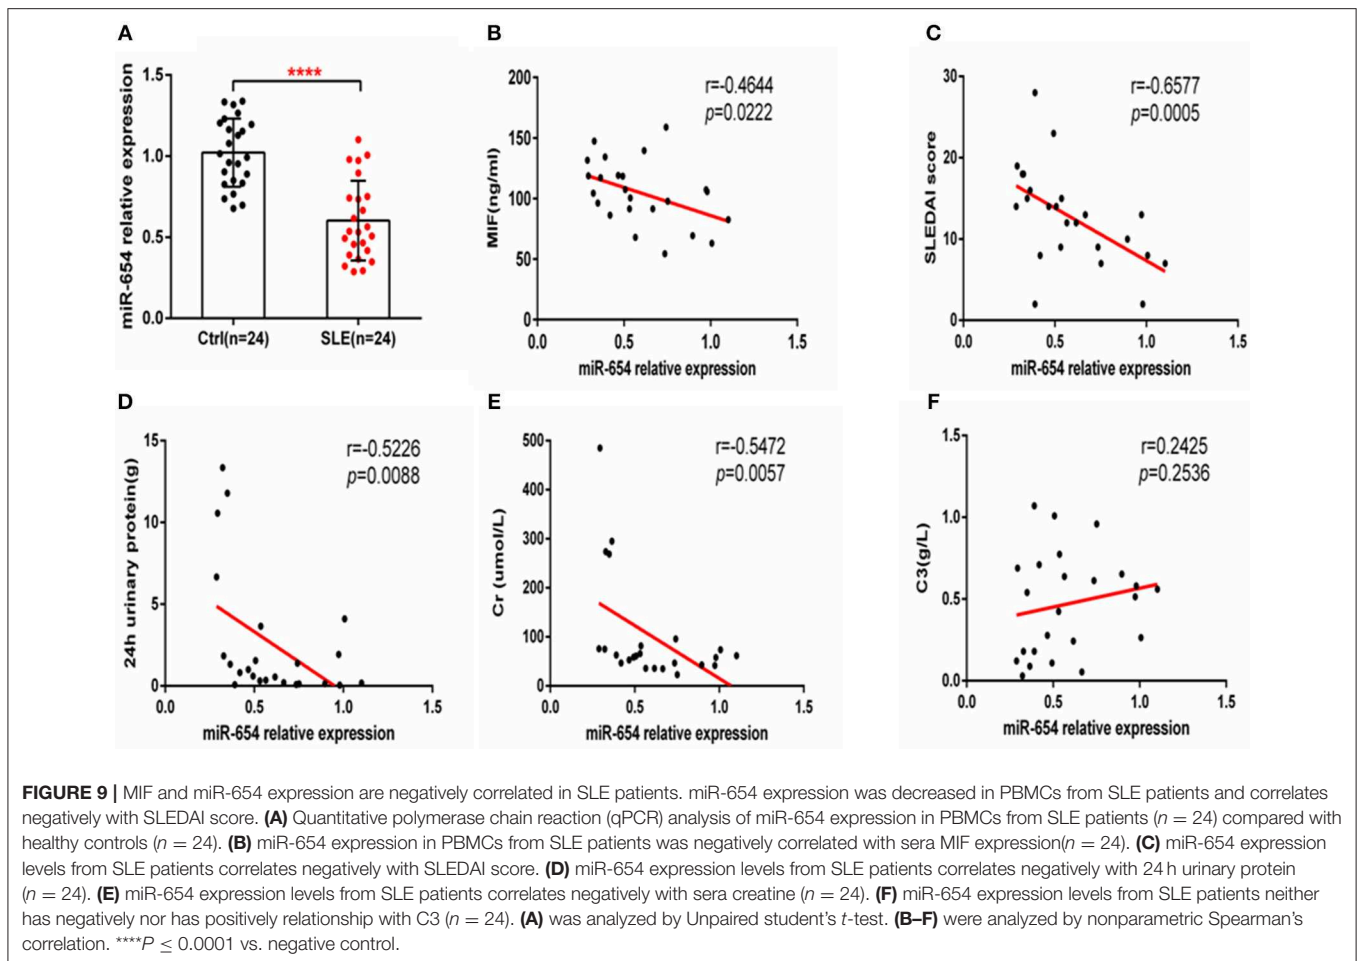 A
miR-654 relative expression
1.5
1.0
0.5
0.0
****
Ctrl(n=24)
SLE(n=24)
B
MIF(ng/ml)
200
150
100
50
0
r=-0.4644
p=0.0222
0.0
0.5
1.0
1.5
miR-654 relative expression
C
SLEDAI score
30
20
10
0
r=-0.6577
p=0.0005
0.0
0.5
1.0
1.5
miR-654 relative expression
D
24h urinary protein(g)
15
10
5
0
r=-0.5226
p=0.0088
0.0
0.5
1.0
1.5
miR-654 relative expression
E
Cr (umol/L)
500
400
300
200
100
0
r=-0.5472
p=0.0057
0.0
0.5
1.0
1.5
miR-654 relative expression
F
C3(g/L)
1.5
1.0
0.5
0.0
r=0.2425
p=0.2536
0.0
0.5
1.0
1.5
miR-654 relative expression
FIGURE 9 | MIF and miR-654 expression are negatively correlated in SLE patients. miR-654 expression was decreased in PBMCs from SLE patients and correlates
negatively with SLEDAI score. (A) Quantitative polymerase chain reaction (qPCR) analysis of miR-654 expression in PBMCs from SLE patients (n = 24) compared with
healthy controls (n = 24). (B) miR-654 expression in PBMCs from SLE patients was negatively correlated with sera MIF expression(n = 24). (C) miR-654 expression
levels from SLE patients correlates negatively with SLEDAI score. (D) miR-654 expression levels from SLE patients correlates negatively with 24 h urinary protein
(n = 24). (E) miR-654 expression levels from SLE patients correlates negatively with sera creatine (n = 24). (F) miR-654 expression levels from SLE patients neither
has negatively nor has positively relationship with C3 (n = 24). (A) was analyzed by Unpaired student's t-test. (B–F) were analyzed by nonparametric Spearman's
correlation. ****P ≤ 0.0001 vs. negative control.